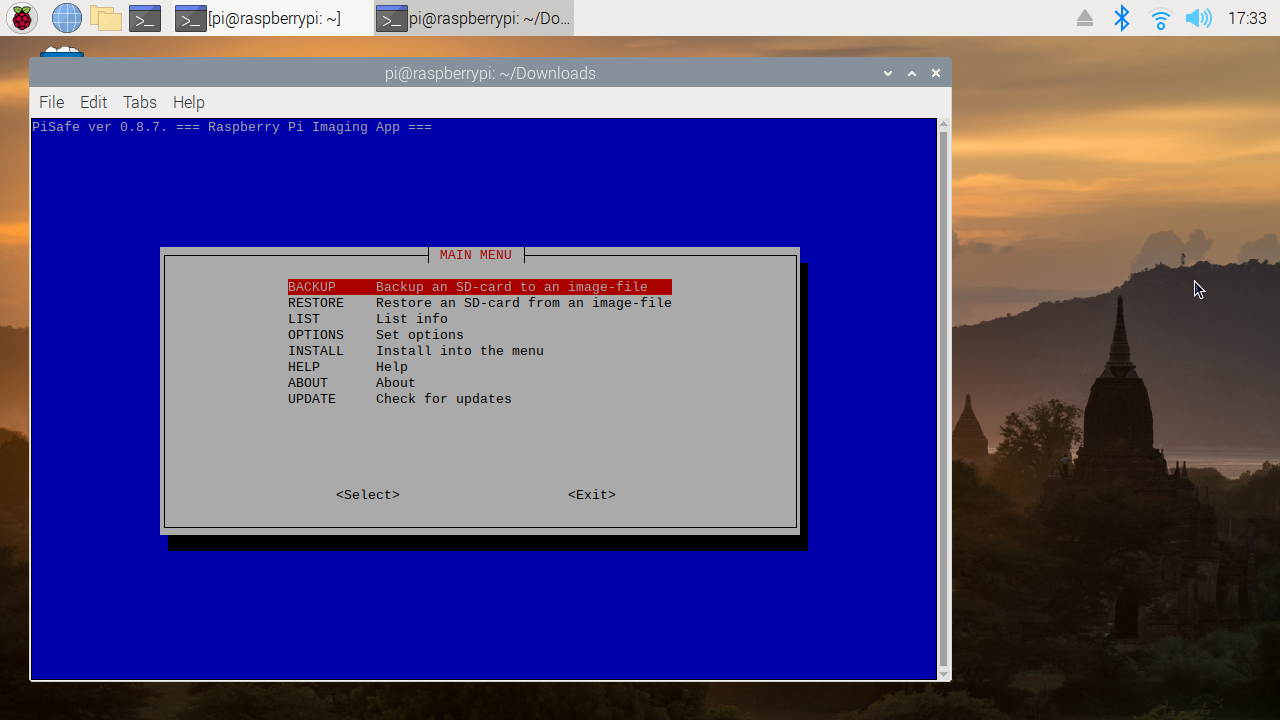 [pi@raspberrypi: ~] pi@raspberrypi: ~/Do... 17:33
pi@raspberrypi: ~/Downloads
File Edit Tabs Help
PiSafe ver 0.8.7. === Raspberry Pi Imaging App ===
MAIN MENU
BACKUP Backup an SD-card to an image-file
RESTORE Restore an SD-card from an image-file
LIST List info
OPTIONS Set options
INSTALL Install into the menu
HELP Help
ABOUT About
UPDATE Check for updates
<Select> <Exit>